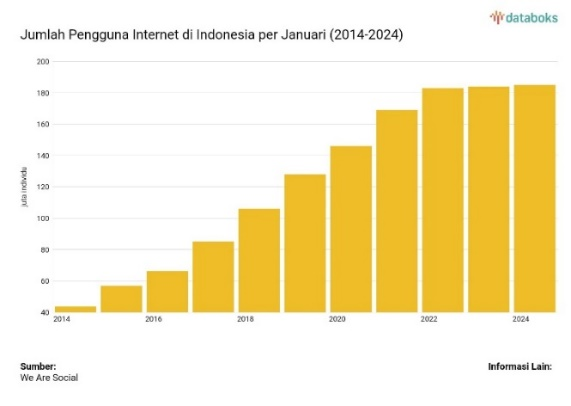 databoks
Jumlah Pengguna Internet di Indonesia per Januari (2014-2024)
200
180
160
140
120
100
80
60
40
juta individu
2014
2016
2018
2020
2022
2024
Sumber:
We Are Social
Informasi Lain: